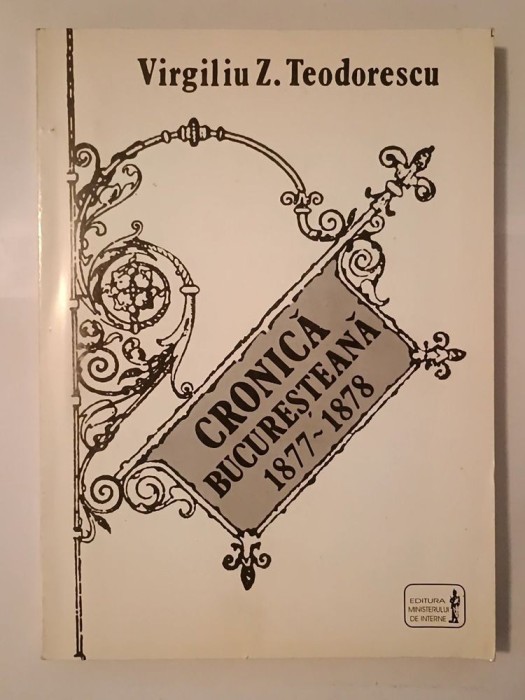 Virgiliu Z. Teodorescu
CRONICĂ
BUCUREȘTEANĂ
1877~1878
EDITURA
MINISTERULUI
DE INTERNE